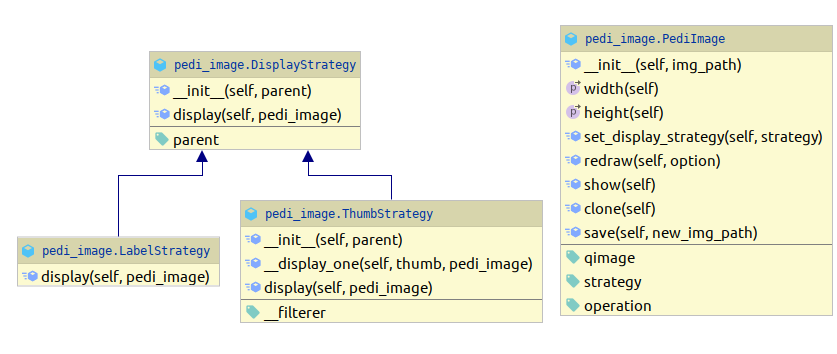 pedi_image.DisplayStrategy
__init__(self, parent)
display(self, pedi_image)
parent
pedi_image.LabelStrategy
display(self, pedi_image)
pedi_image.ThumbStrategy
__init__(self, parent)
__display_one(self, thumb, pedi_image)
display(self, pedi_image)
__filterer
pedi_image.PediImage
__init__(self, img_path)
p
width(self)
p
height(self)
set_display_strategy(self, strategy)
redraw(self, option)
show(self)
clone(self)
save(self, new_img_path)
qimage
strategy
operation